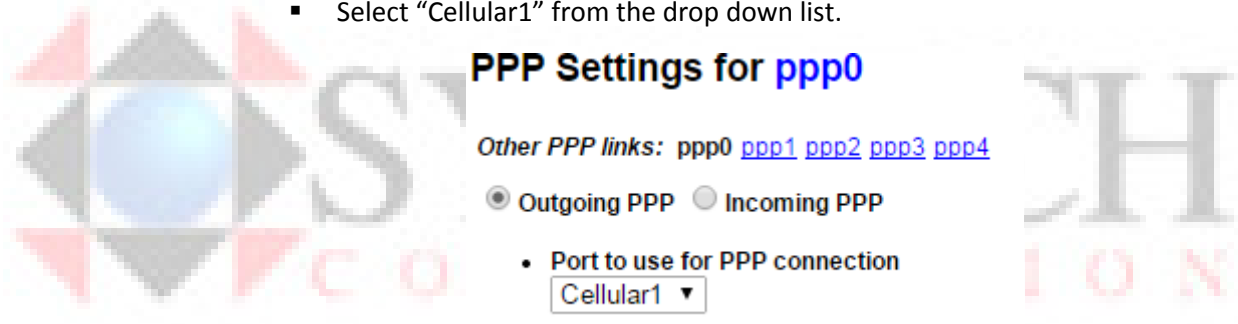 ▪ Select “Cellular1” from the drop down list.
PPP Settings for ppp0
Other PPP links: ppp0 ppp1 ppp2 ppp3 ppp4
Outgoing PPP Incoming PPP
• Port to use for PPP connection
Cellular1 ▼